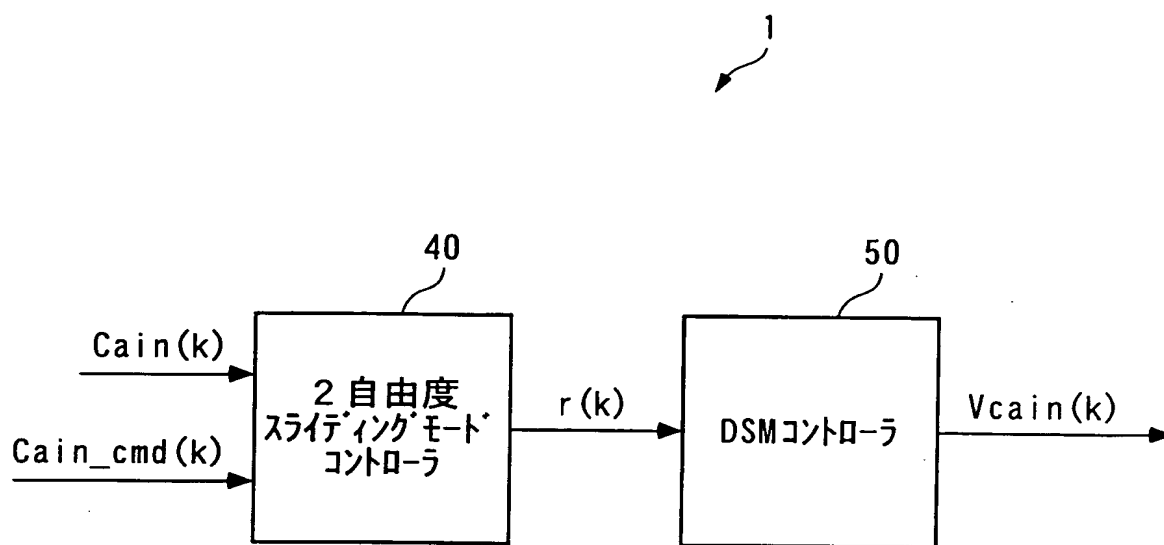 1
40
50
Cain(k)
Cain_cmd(k)
2自由度
スライディングモード
コントローラ
r(k)
DSMコントローラ
Vcain(k)